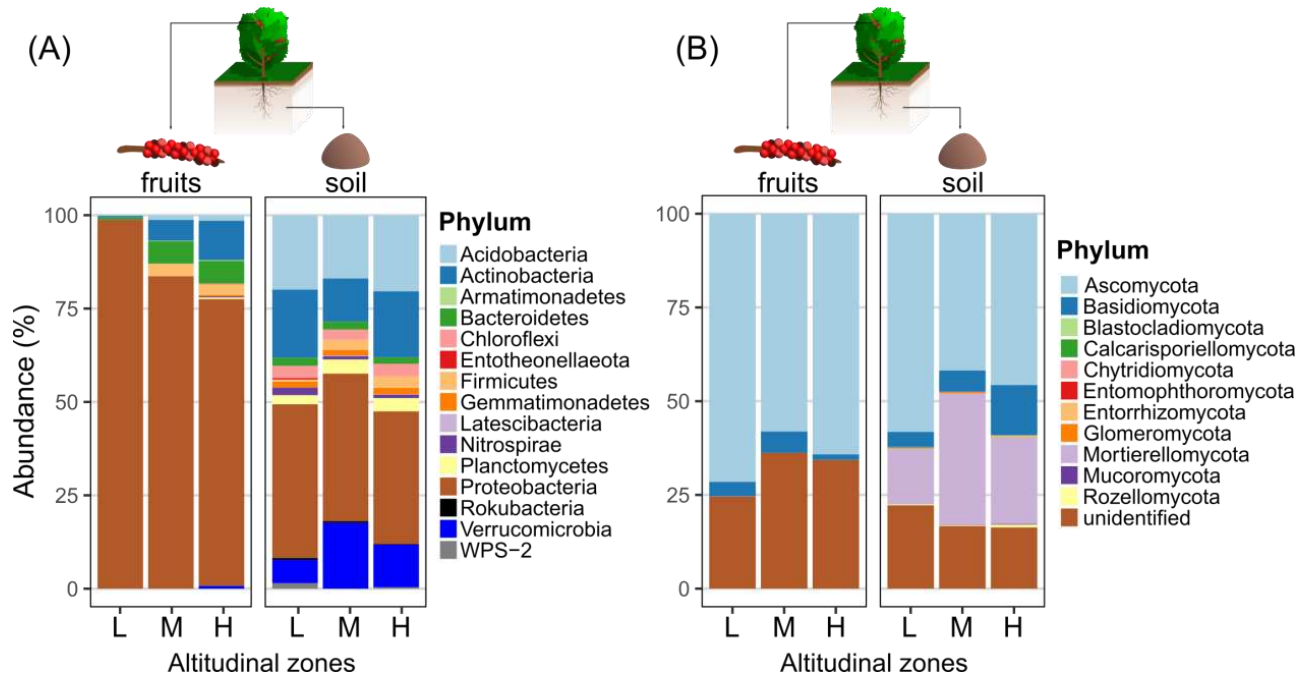 (A)
fruits
soil
100
75
50
25
0
Abundance (%)
L M H
L M H
Altitudinal zones
Phylum
Acidobacteria
Actinobacteria
Armatimonadetes
Bacteroidetes
Chloroflexi
Entotheonellaeota
Firmicutes
Gemmatimonadetes
Latescibacteria
Nitrospirae
Planctomycetes
Proteobacteria
Rokubacteria
Verrucomicrobia
WPS−2
(B)
fruits
soil
100
75
50
25
0
L M H
L M H
Altitudinal zones
Phylum
Ascomycota
Basidiomycota
Blastocladiomycota
Calcarisporiellomycota
Chytridiomycota
Entomophthoromycota
Entorrhizomycota
Glomeromycota
Mortierellomycota
Mucoromycota
Rozellomycota
unidentified